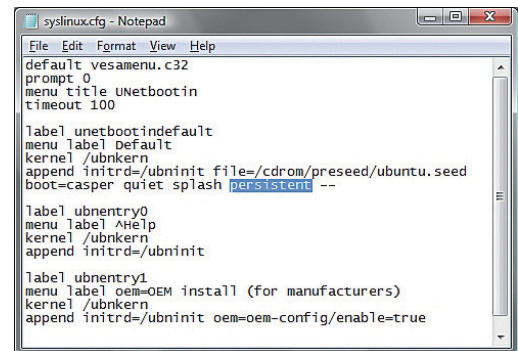 syslinux.cfg - Notepad
File Edit Format View Help
default vesamenu.c32
prompt 0
menu title UNetbootin
timeout 100
label unetbootindefault
menu label Default
kernel /ubnkern
append initrd=/ubninit file=/cdrom/preseed/ubuntu.seed
boot=casper quiet splash persistent --
label ubnentry0
menu label ^Help
kernel /ubnkern
append initrd=/ubninit
label ubnentry1
menu label oem=OEM install (for manufacturers)
kernel /ubnkern
append initrd=/ubninit oem=oem-config/enable=true